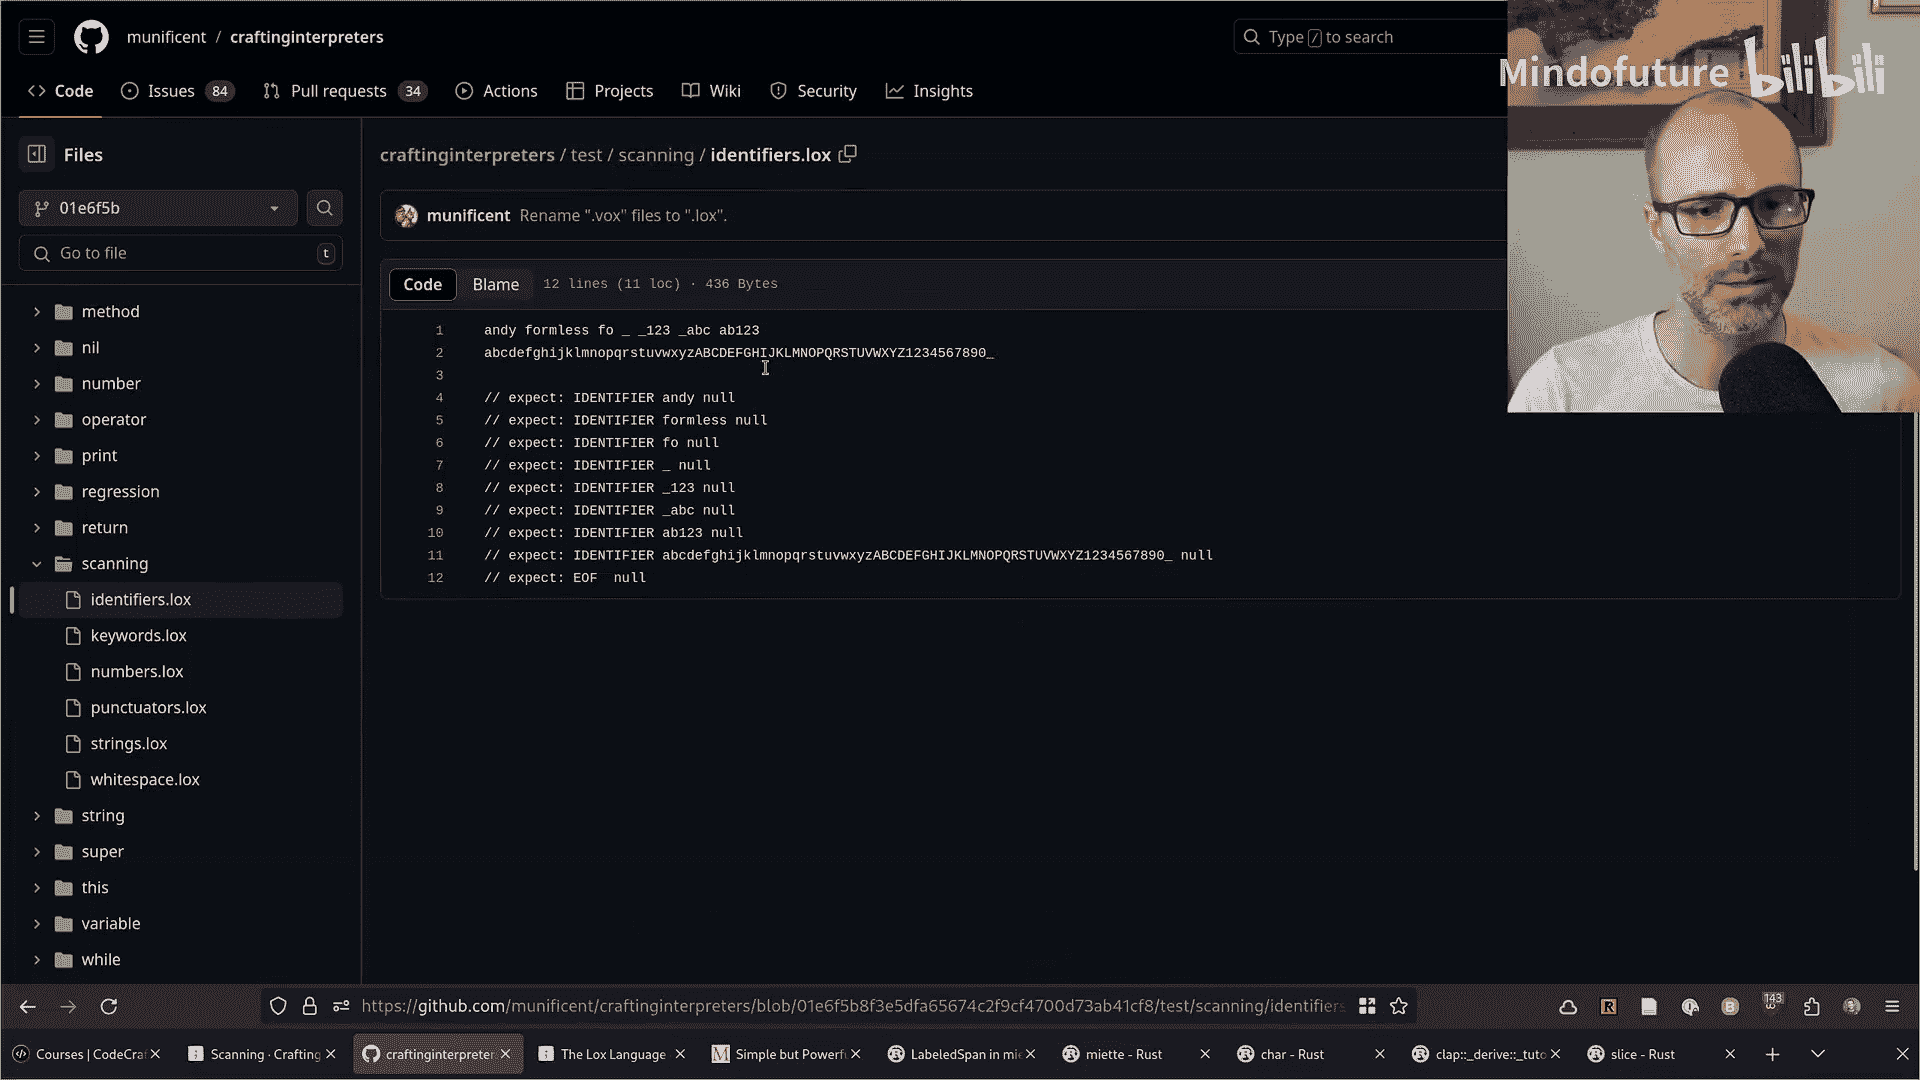 munificent / craftinginterpreters
Type / to search
Mindofuture bilibili
Code
Issues 84
Pull requests 34
Actions
Projects
Wiki
Security
Insights
Files
craftinginterpreters / test / scanning / identifiers.lox
01e6f5b
munificent Rename ".vox" files to ".lox".
Go to file t
Code
Blame
12 lines (11 loc) · 436 Bytes
1 andy formless fo _ _123 _abc ab123
2 abcdefghijklmnopqrstuvwxyzABCDEFGHIJKLMNOPQRSTUVWXYZ1234567890_
3
4 // expect: IDENTIFIER andy null
5 // expect: IDENTIFIER formless null
6 // expect: IDENTIFIER fo null
7 // expect: IDENTIFIER _ null
8 // expect: IDENTIFIER _123 null
9 // expect: IDENTIFIER _abc null
10 // expect: IDENTIFIER ab123 null
11 // expect: IDENTIFIER abcdefghijklmnopqrstuvwxyzABCDEFGHIJKLMNOPQRSTUVWXYZ1234567890_ null
12 // expect: EOF  null
method
nil
number
operator
print
regression
return
scanning
identifiers.lox
keywords.lox
numbers.lox
punctuators.lox
strings.lox
whitespace.lox
string
super
this
variable
while
https://github.com/munificent/craftinginterpreters/blob/01e6f5b8f3e5dfa65674c2f9cf4700d73ab41cf8/test/scanning/identifiers
R
B
143
Courses | CodeCraf
Scanning · Crafting
craftinginterpreter
The Lox Language
M Simple but Powerfu
LabeledSpan in mie
miette - Rust
char - Rust
clap::_derive::_tuto
slice - Rust